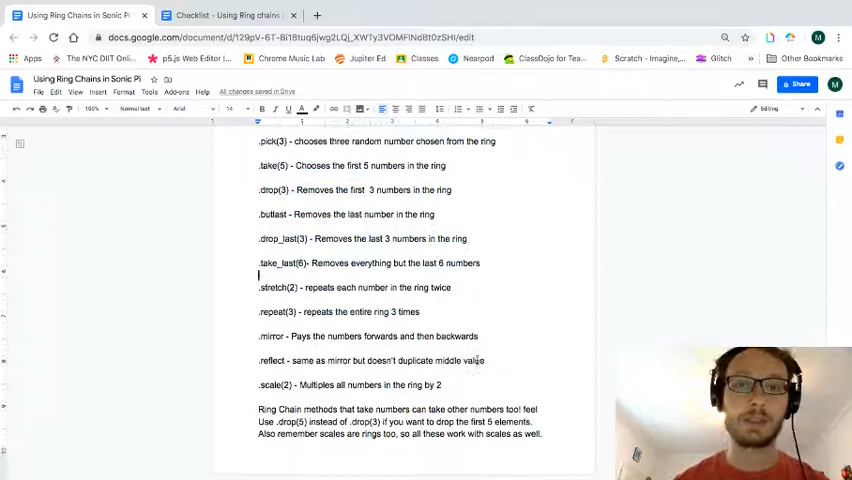 Using Ring Chains in Sonic Pi
Checklist - Using Ring chains
docs.google.com/document/d/129pV-6T-Bi18tuq6jwg2LQj_XWTy3VOMFINdBt0zSHI/edit
Apps
The NYC DIIT Onli...
p5.js Web Editor |...
Chrome Music Lab
Jupiter Ed
Classes
Nearpod
ClassDojo for Tea...
Scratch - Imagine,...
Glitch
Other Bookmarks
Using Ring Chains in Sonic Pi
File Edit View Insert Format Tools Add-ons Help All changes saved in Drive
Share
M
100% Normal text Arial 14 Editing
.pick(3) - chooses three random number chosen from the ring
.take(5) - Chooses the first 5 numbers in the ring
.drop(3) - Removes the first 3 numbers in the ring
.butlast - Removes the last number in the ring
.drop_last(3) - Removes the last 3 numbers in the ring
.take_last(6)- Removes everything but the last 6 numbers
.stretch(2) - repeats each number in the ring twice
.repeat(3) - repeats the entire ring 3 times
.mirror - Pays the numbers forwards and then backwards
.reflect - same as mirror but doesn't duplicate middle value
.scale(2) - Multiples all numbers in the ring by 2
Ring Chain methods that take numbers can take other numbers too! feel
Use .drop(5) instead of .drop(3) if you want to drop the first 5 elements.
Also remember scales are rings too, so all these work with scales as well.